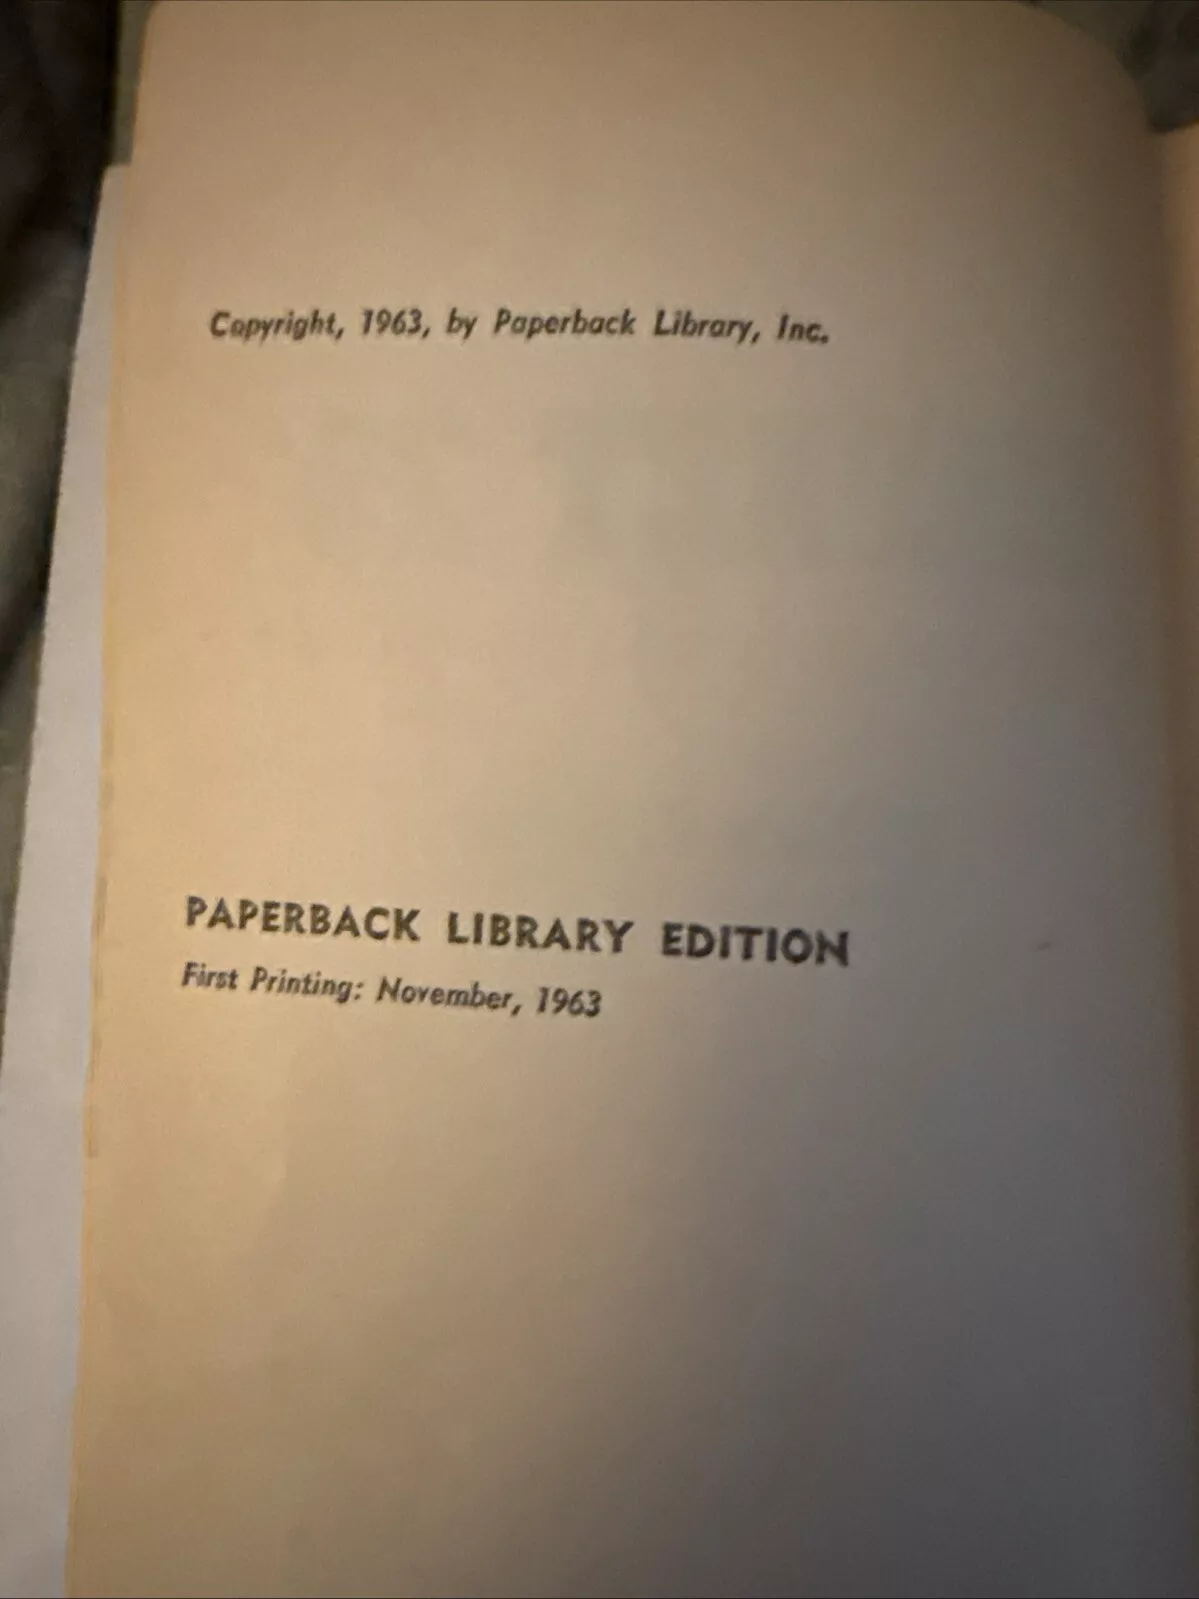 Copyright, 1963, by Paperback Library, Inc.
PAPERBACK LIBRARY EDITION
First Printing: November, 1963